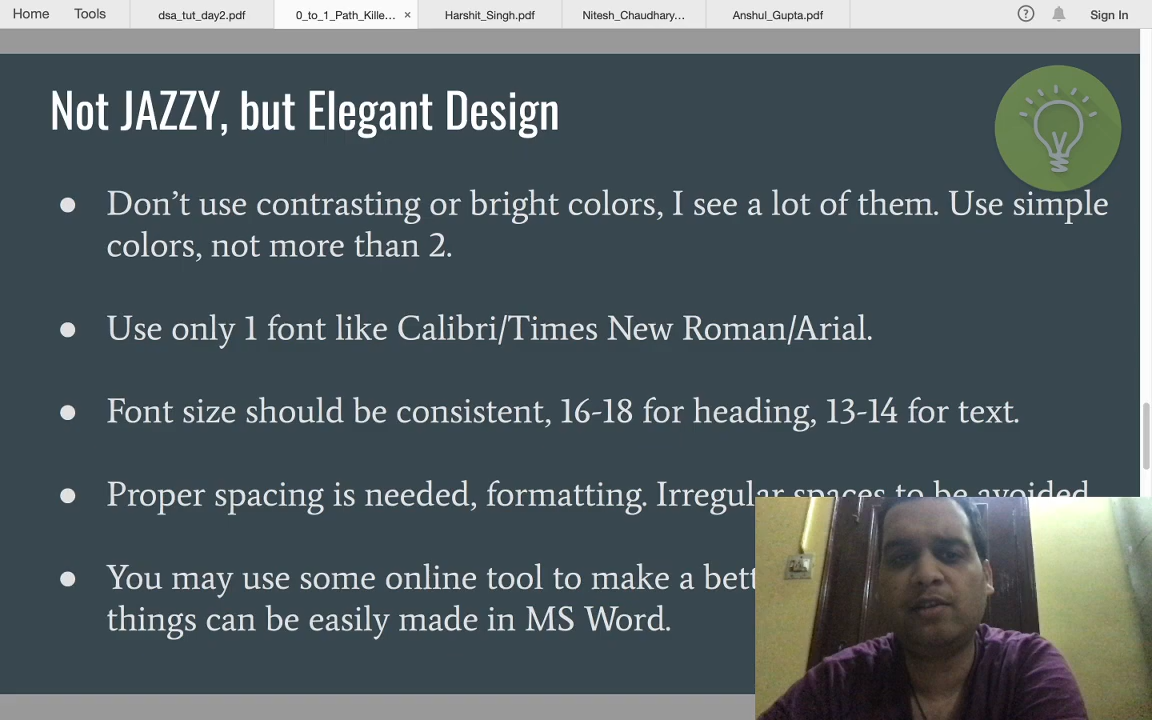 Home Tools dsa_tut_day2.pdf 0_to_1_Path_Kille... × Harshit_Singh.pdf Nitesh_Chaudhary... Anshul_Gupta.pdf ? Sign In
Not JAZZY, but Elegant Design
● Don't use contrasting or bright colors, I see a lot of them. Use simple
colors, not more than 2.
● Use only 1 font like Calibri/Times New Roman/Arial.
● Font size should be consistent, 16-18 for heading, 13-14 for text.
● Proper spacing is needed, formatting. Irregular spaces to be avoided
● You may use some online tool to make a
things can be easily made in MS Word.